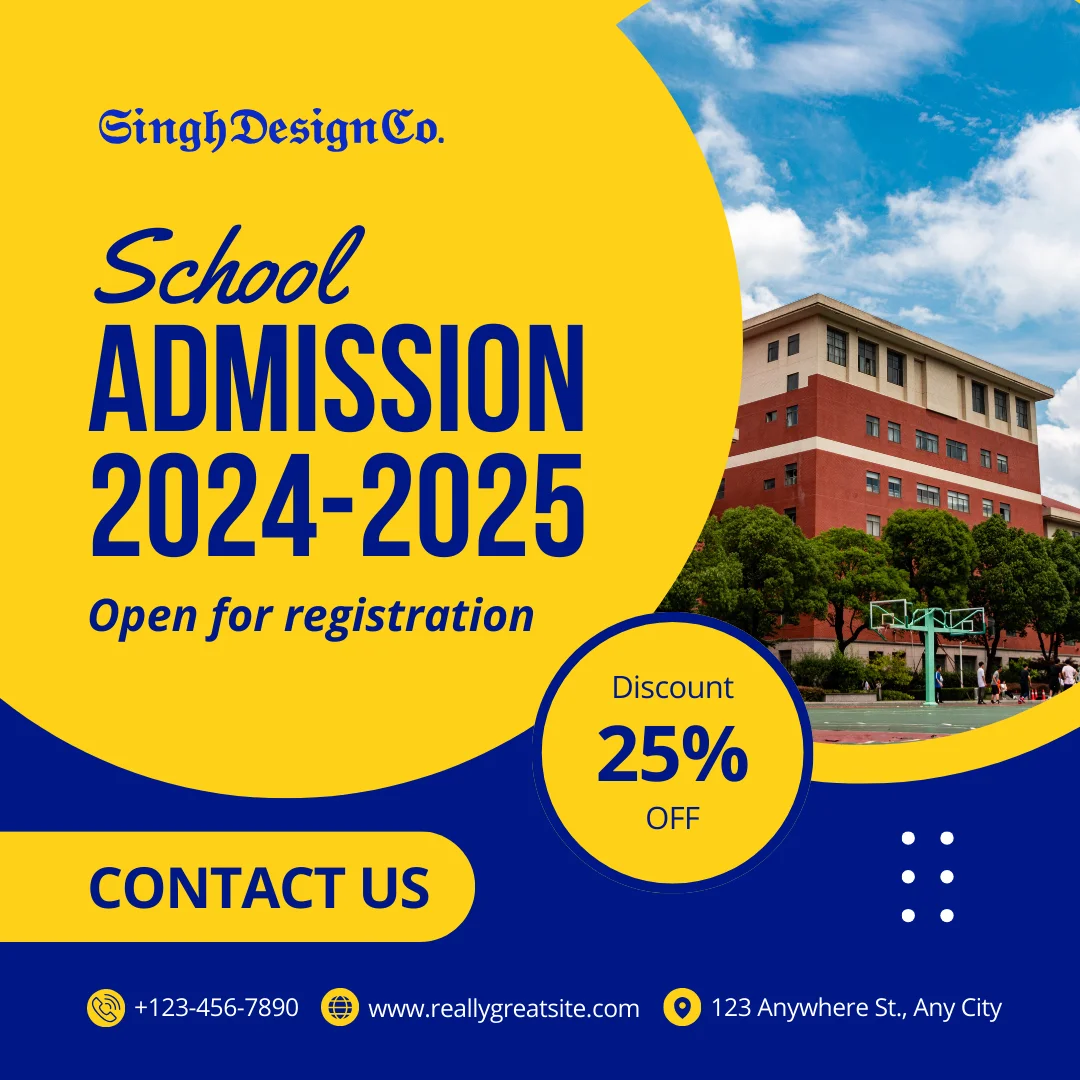 SinghDesignCo.
School
ADMISSION
2024-2025
Open for registration
Discount
25%
OFF
CONTACT US
+123-456-7890
www.reallygreatsite.com
123 Anywhere St., Any City